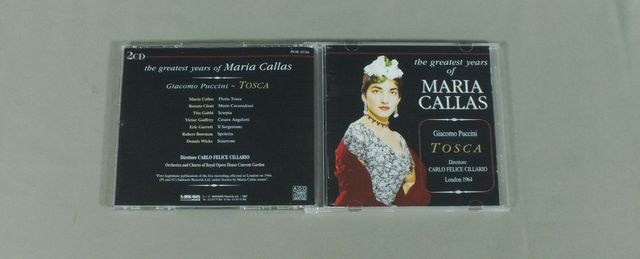 2CD
the greatest years of Maria Callas
Giacomo Puccini ~ TOSCA
Maria Callas Floria Tosca
Renato Cioni Mario Cavaradossi
Tito Gobbi Scarpia
Victor Godfrey Cesare Angelotti
Eric Garrett Il Sargestano
Robert Bowman Spoletta
Dennis Wicks Sciarrone
Direttore CARLO FELICE CILLARIO
Orchestra and Chorus of Royal Opera House Convent Garden
the greatest years
of
MARIA
CALLAS
Giacomo Puccini
TOSCA
Direttore
CARLO FELICE CILLARIO
London 1964